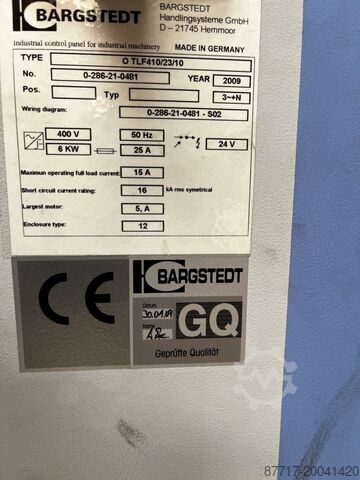 BARGSTEDT
BARGSTEDT
Handlingsysteme GmbH
D – 21745 Hemmoor
industrial control panel for industrial machinery MADE IN GERMANY
TYPE O TLF410/23/10
No. 0-286-21-0481 YEAR 2009
Pos. Typ 3~+N
Wiring diagram: 0-286-21-0481 - S02
400 V 50 Hz 24 V
6 KW 25 A
Maximun operating full load current: 15 A
Short circuit current rating: 16 kA rms symetrical
Largest motor: 5, A
Enclosure type: 12
CE
BARGSTEDT
Datum
30.01.09
Name
GQ
Geprüfte Qualität
87717-20041420